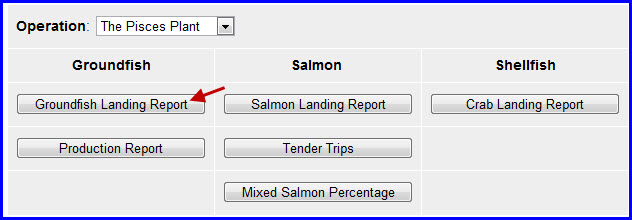 Operation: The Pisces Plant
Groundfish Salmon Shellfish
Groundfish Landing Report Salmon Landing Report Crab Landing Report
Production Report Tender Trips
Mixed Salmon Percentage